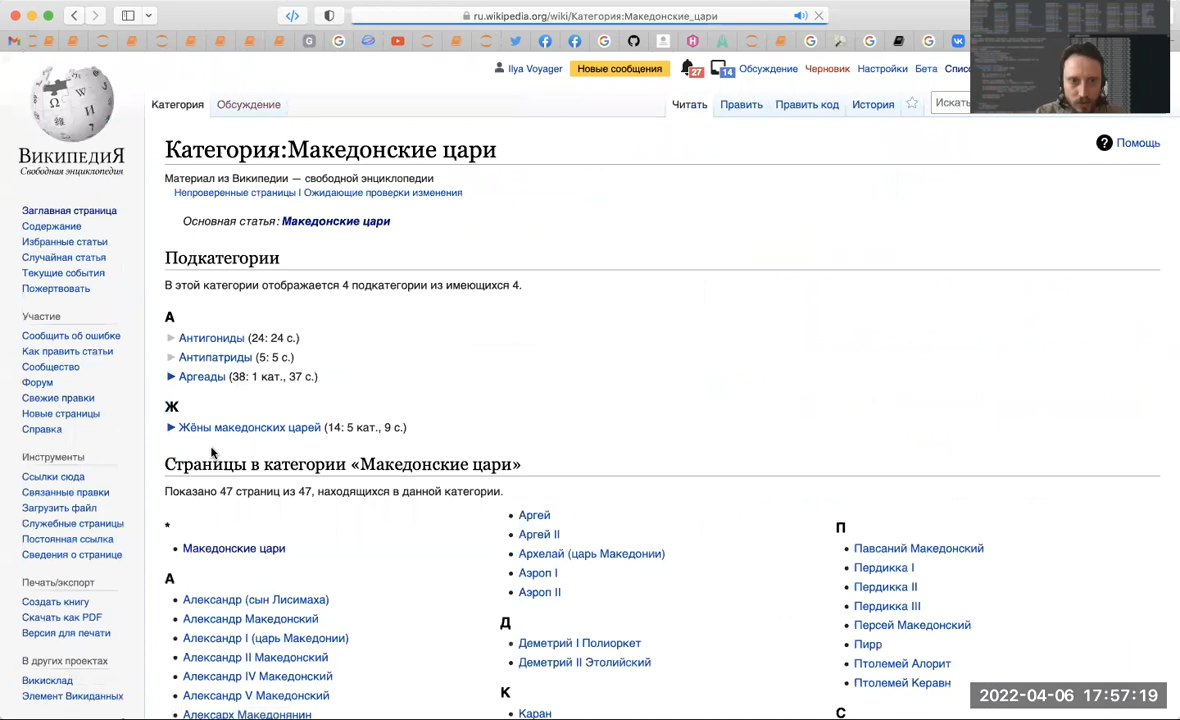 ru.wikipedia.org/wiki/Категория:Македонские_цари
Ilya Voyager
Новые сообщения
27
14
Обсуждение
Черновик
Настройки
Бета
Категория
Обсуждение
Читать
Править
Править код
История
Искать
ВИКИПЕДИЯ
Свободная энциклопедия
Категория:Македонские цари
Помощь
Материал из Википедии — свободной энциклопедии
Непроверенные страницы | Ожидающие проверки изменения
Основная статья: Македонские цари
Подкатегории
В этой категории отображается 4 подкатегории из имеющихся 4.
А
Антигониды (24: 24 с.)
Антипатриды (5: 5 с.)
Аргеады (38: 1 кат., 37 с.)
Ж
Жёны македонских царей (14: 5 кат., 9 с.)
Страницы в категории «Македонские цари»
Показано 47 страниц из 47, находящихся в данной категории.
*
Македонские цари
А
Александр (сын Лисимаха)
Александр Македонский
Александр I (царь Македонии)
Александр II Македонский
Александр IV Македонский
Александр V Македонский
Алексарх Македонянин
Аргей
Аргей II
Архелай (царь Македонии)
Аэроп I
Аэроп II
Д
Деметрий I Полиоркет
Деметрий II Этолийский
К
Каран
П
Павсаний Македонский
Пердикка I
Пердикка II
Пердикка III
Персей Македонский
Пирр
Птолемей Алорит
Птолемей Керавн
С
Заглавная страница
Содержание
Избранные статьи
Случайная статья
Текущие события
Пожертвовать
Участие
Сообщить об ошибке
Как править статьи
Сообщество
Форум
Свежие правки
Новые страницы
Справка
Инструменты
Ссылки сюда
Связанные правки
Загрузить файл
Служебные страницы
Постоянная ссылка
Сведения о странице
Печать/экспорт
Создать книгу
Скачать как PDF
Версия для печати
В других проектах
Викисклад
Элемент Викиданных
2022-04-06 17:57:19